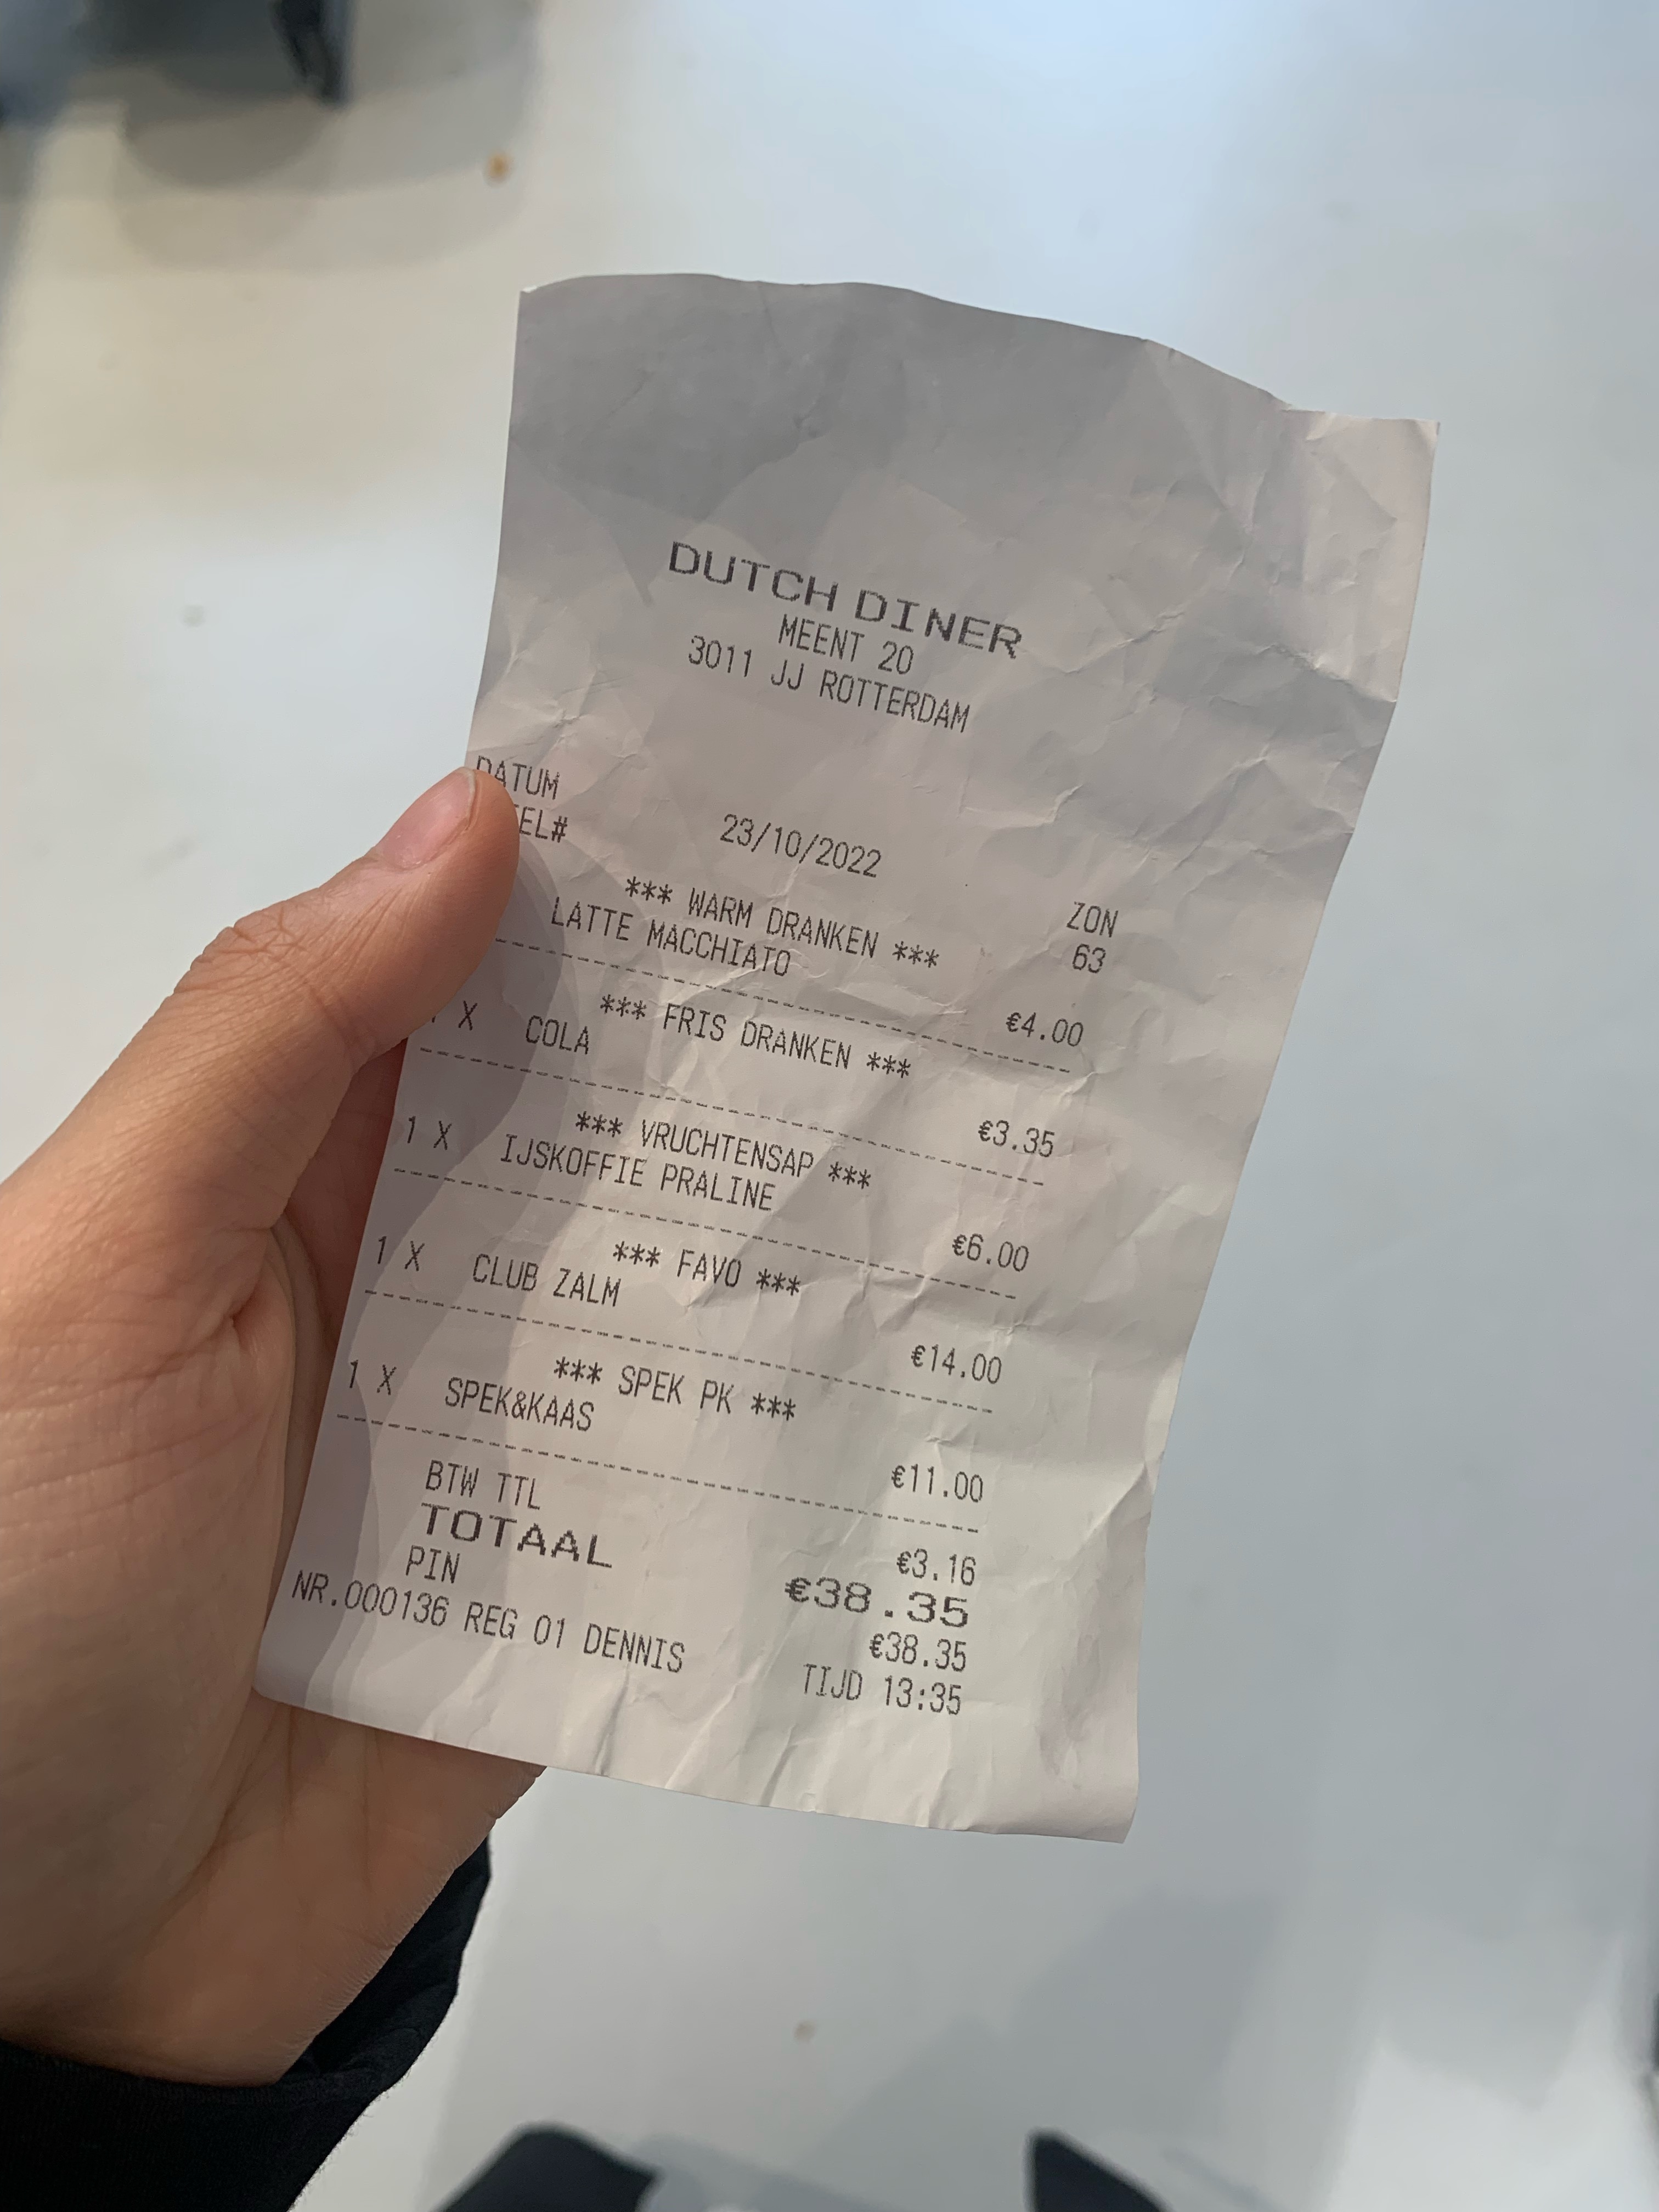 DUTCH DINER
MEENT 20
3011 JJ ROTTERDAM
DATUM 23/10/2022 ZON
63
*** WARM DRANKEN ***
LATTE MACCHIATO €4.00
*** FRIS DRANKEN ***
X COLA €3.35
*** VRUCHTENSAP ***
1 X IJSKOFFIE PRALINE €6.00
*** FAVO ***
1 X CLUB ZALM €14.00
*** SPEK PK ***
1 X SPEK&KAAS €11.00
BTW TTL €3.16
TOTAAL €38.35
PIN €38.35
NR.000136 REG 01 DENNIS TIJD 13:35